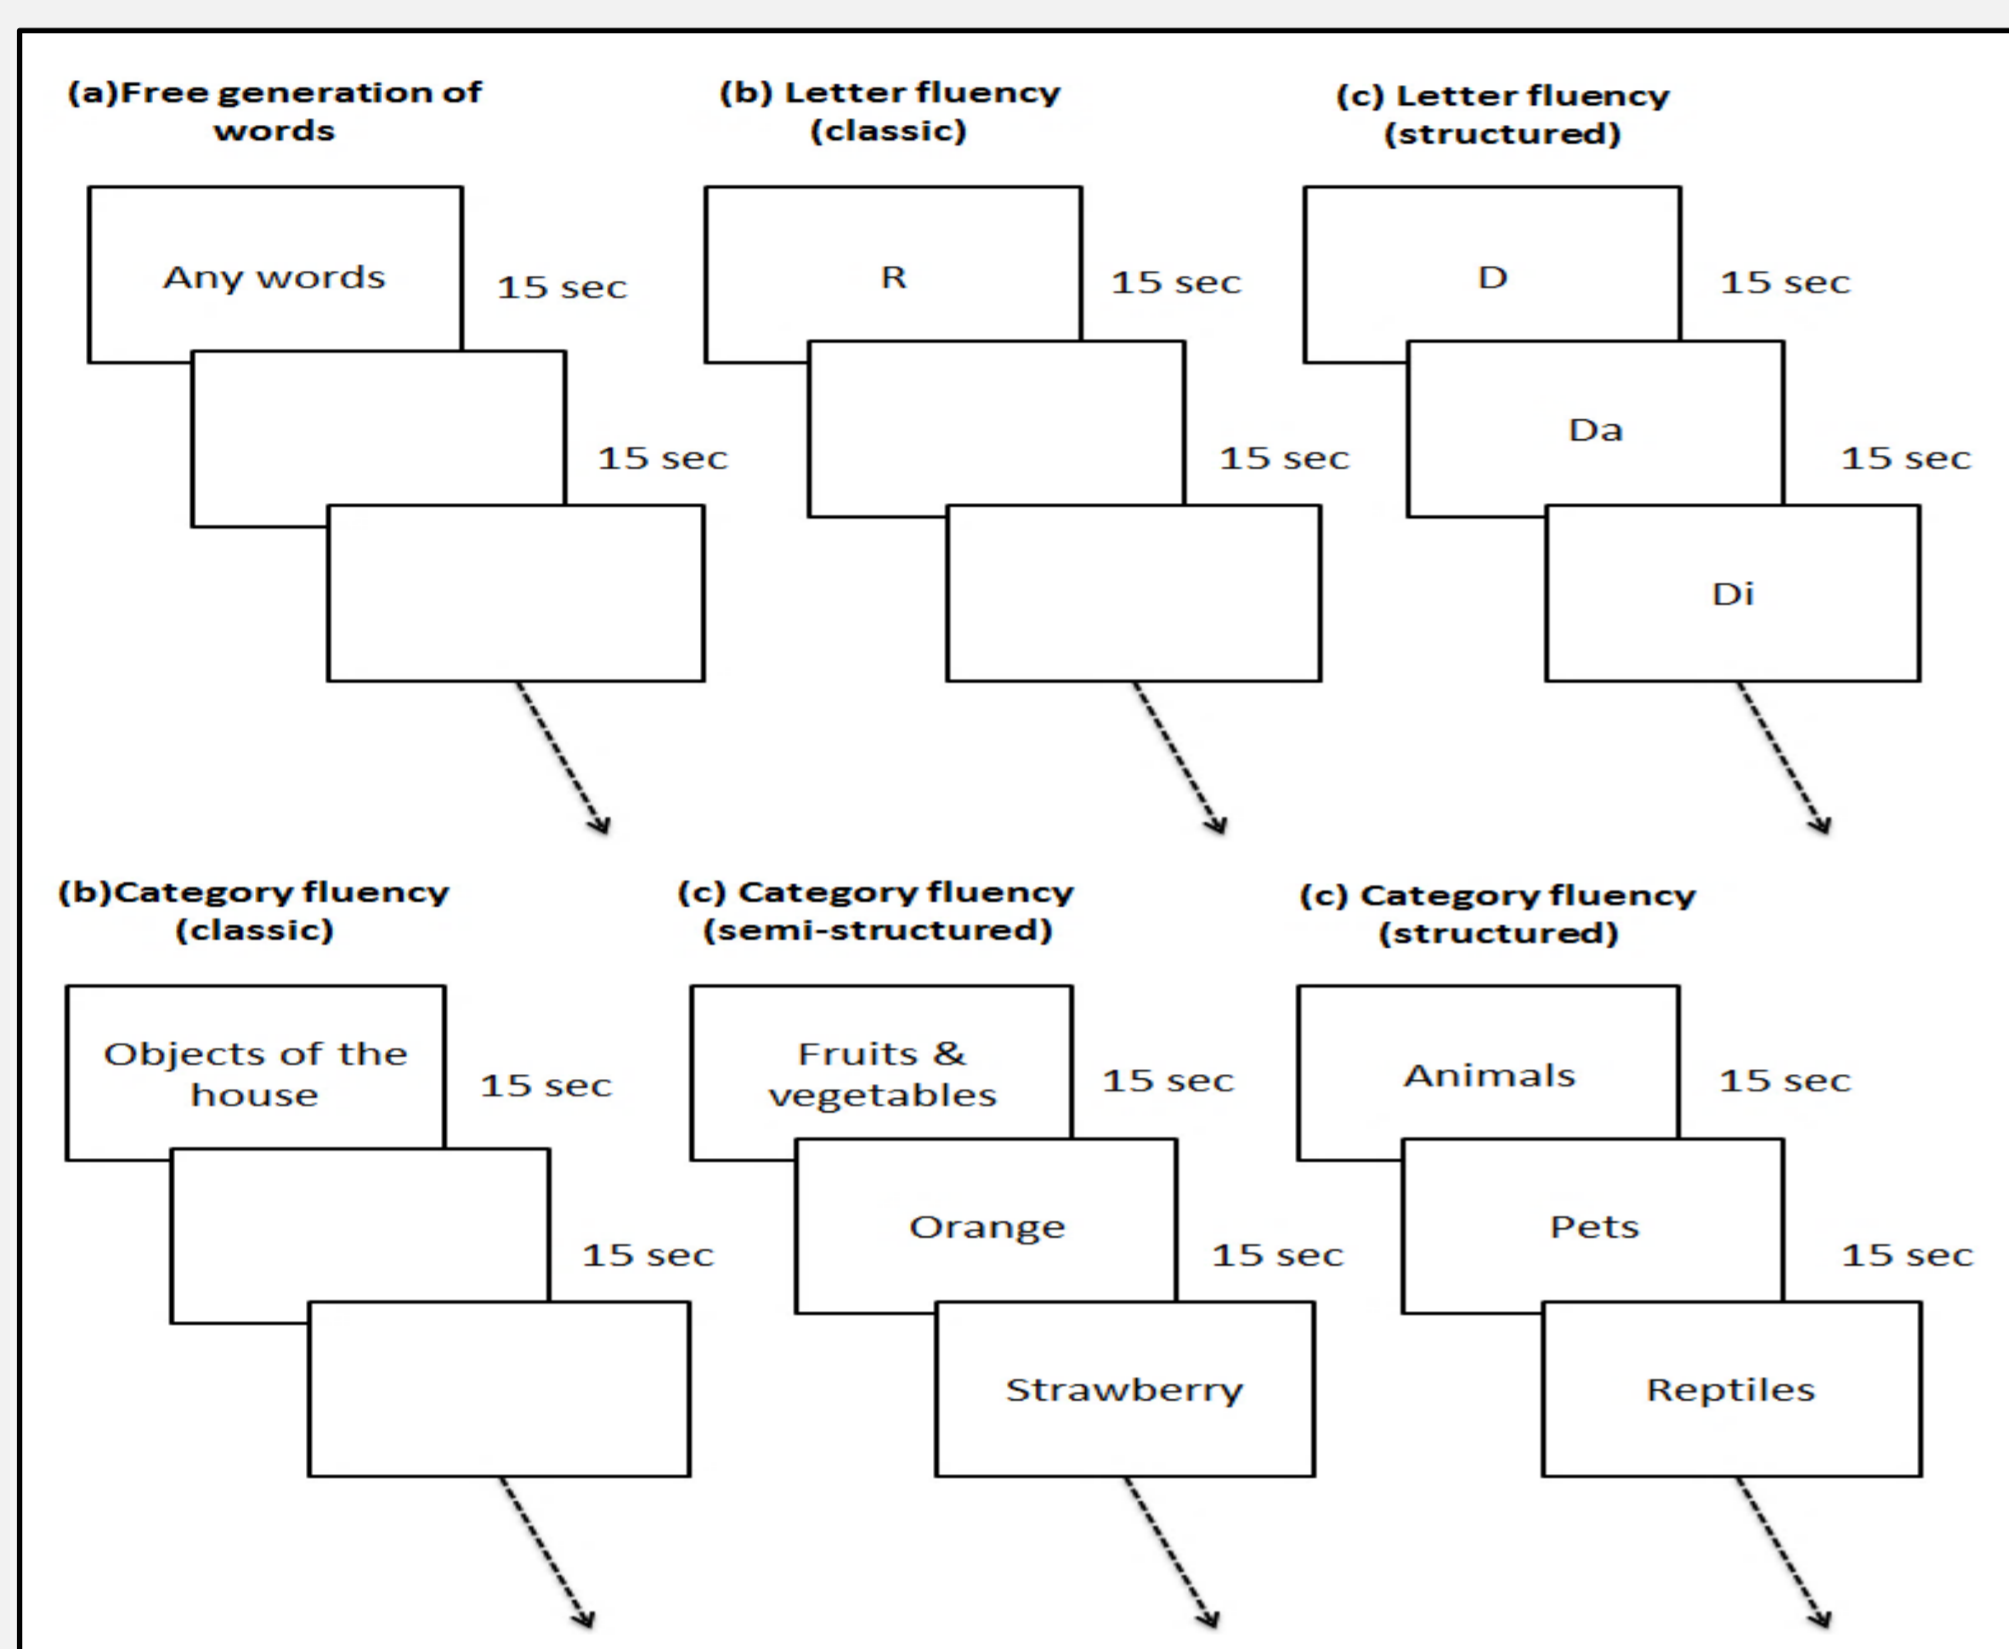 (a)Free generation of
words
Any words
15 sec
15 sec
(b) Letter fluency
(classic)
R
15 sec
15 sec
(c) Letter fluency
(structured)
D
15 sec
Da
15 sec
Di
(b)Category fluency
(classic)
Objects of the
house
15 sec
15 sec
(c) Category fluency
(semi-structured)
Fruits &
vegetables
15 sec
Orange
15 sec
Strawberry
(c) Category fluency
(structured)
Animals
15 sec
Pets
15 sec
Reptiles